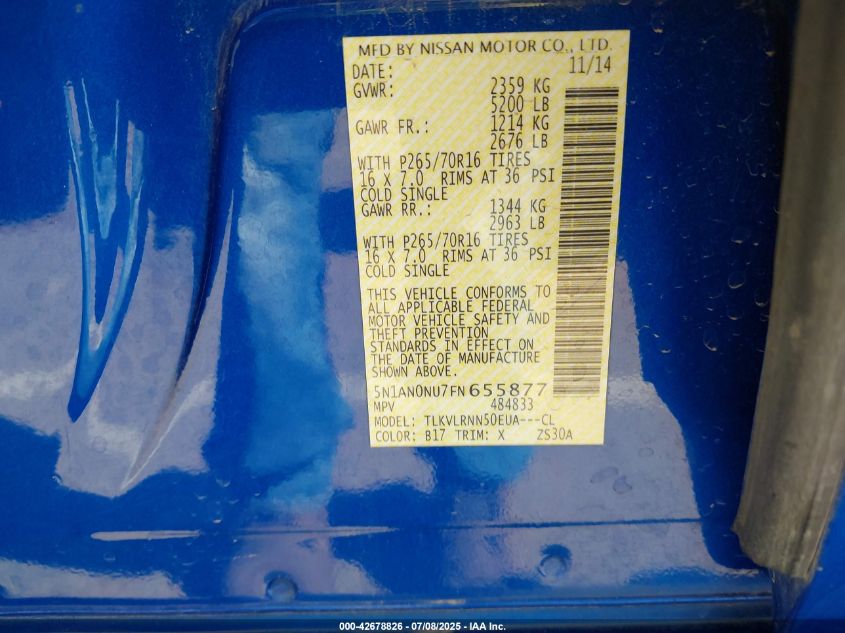 MFD BY NISSAN MOTOR CO., LTD.
DATE: 11/14
GVWR: 2359 KG
5200 LB
GAWR FR.: 1214 KG
2676 LB
WITH P265/70R16 TIRES
16 X 7.0 RIMS AT 36 PSI
COLD SINGLE
GAWR RR.: 1344 KG
2963 LB
WITH P265/70R16 TIRES
16 X 7.0 RIMS AT 36 PSI
COLD SINGLE
THIS VEHICLE CONFORMS TO
ALL APPLICABLE FEDERAL
MOTOR VEHICLE SAFETY AND
THEFT PREVENTION
STANDARDS IN EFFECT ON
THE DATE OF MANUFACTURE
SHOWN ABOVE.
5N1AN0NU7FN655877
MPV 484833
MODEL: TLKVLRNN50EUA---CL
COLOR: B17 TRIM: X ZS30A
000-42678826 - 07/08/2025 - IAA Inc.